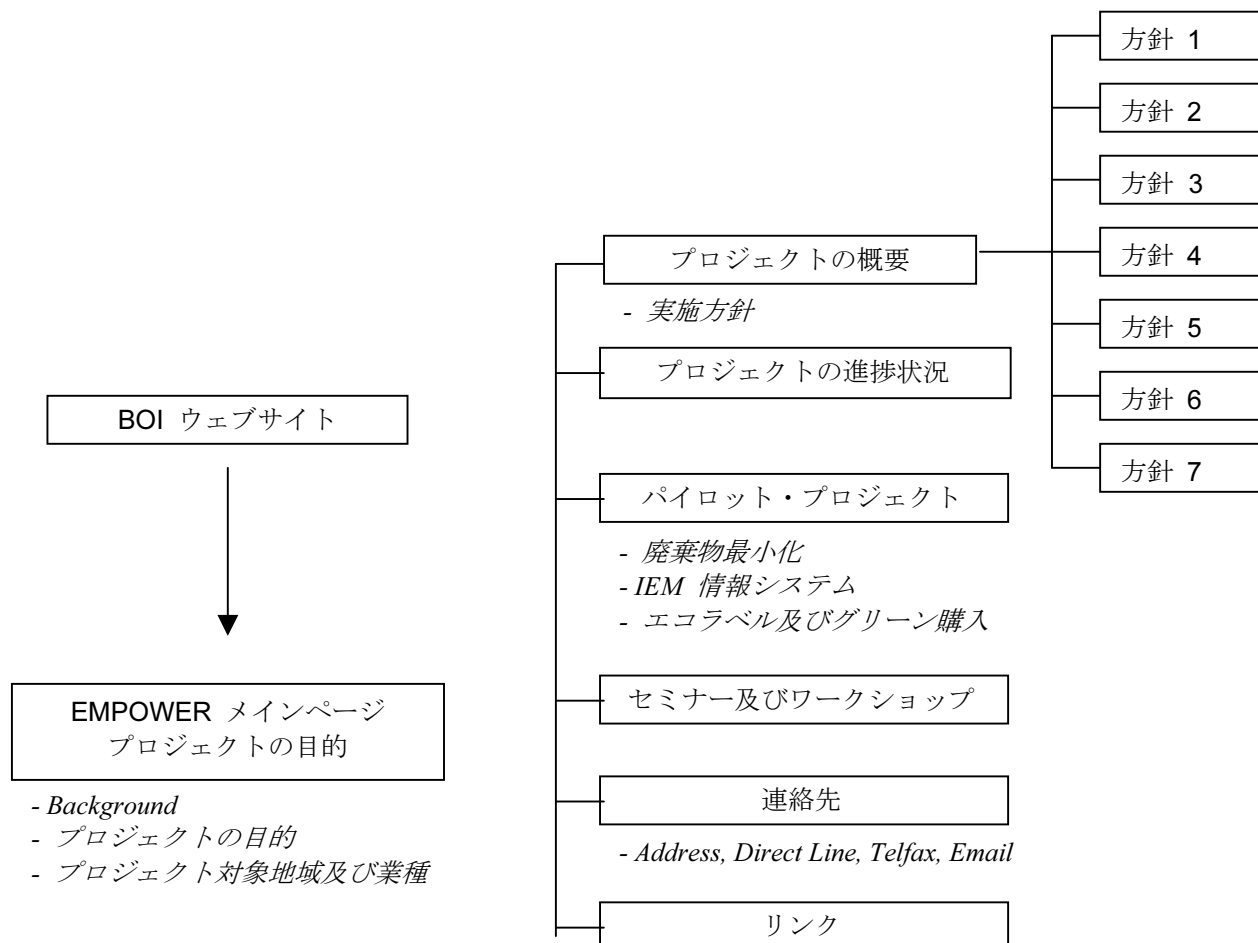 BOI ウェブサイト
EMPOWER メインページ
プロジェクトの目的
- Background
- プロジェクトの目的
- プロジェクト対象地域及び業種
プロジェクトの概要
- 実施方針
プロジェクトの進捗状況
パイロット・プロジェクト
- 廃棄物最小化
- IEM 情報システム
- エコラベル及びグリーン購入
セミナー及びワークショップ
連絡先
- Address, Direct Line, Telfax, Email
リンク
方針 1
方針 2
方針 3
方針 4
方針 5
方針 6
方針 7